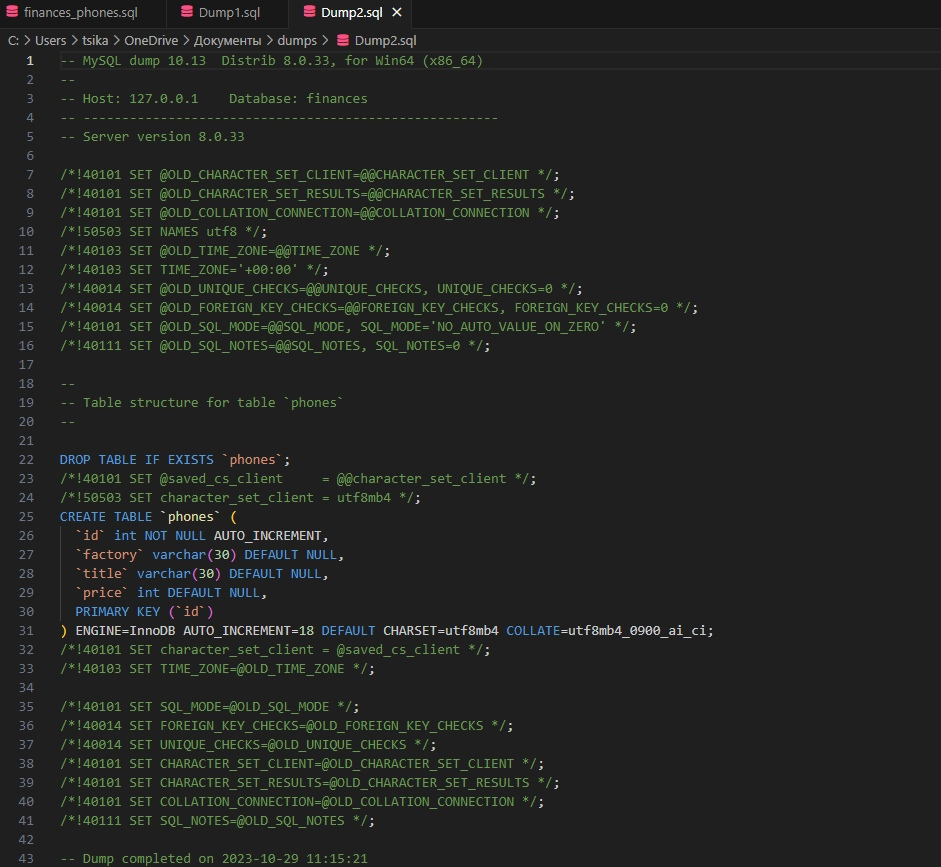 finances_phones.sql Dump1.sql Dump2.sql ✕
C: > Users > tsika > OneDrive > Документы > dumps > Dump2.sql
1 -- MySQL dump 10.13  Distrib 8.0.33, for Win64 (x86_64)
2 --
3 -- Host: 127.0.0.1    Database: finances
4 -- ------------------------------------------------------
5 -- Server version 8.0.33
6
7 /*!40101 SET @OLD_CHARACTER_SET_CLIENT=@@CHARACTER_SET_CLIENT */;
8 /*!40101 SET @OLD_CHARACTER_SET_RESULTS=@@CHARACTER_SET_RESULTS */;
9 /*!40101 SET @OLD_COLLATION_CONNECTION=@@COLLATION_CONNECTION */;
10 /*!50503 SET NAMES utf8 */;
11 /*!40103 SET @OLD_TIME_ZONE=@@TIME_ZONE */;
12 /*!40103 SET TIME_ZONE='+00:00' */;
13 /*!40014 SET @OLD_UNIQUE_CHECKS=@@UNIQUE_CHECKS, UNIQUE_CHECKS=0 */;
14 /*!40014 SET @OLD_FOREIGN_KEY_CHECKS=@@FOREIGN_KEY_CHECKS, FOREIGN_KEY_CHECKS=0 */;
15 /*!40101 SET @OLD_SQL_MODE=@@SQL_MODE, SQL_MODE='NO_AUTO_VALUE_ON_ZERO' */;
16 /*!40111 SET @OLD_SQL_NOTES=@@SQL_NOTES, SQL_NOTES=0 */;
17
18 --
19 -- Table structure for table `phones`
20 --
21
22 DROP TABLE IF EXISTS `phones`;
23 /*!40101 SET @saved_cs_client     = @@character_set_client */;
24 /*!50503 SET character_set_client = utf8mb4 */;
25 CREATE TABLE `phones` (
26   `id` int NOT NULL AUTO_INCREMENT,
27   `factory` varchar(30) DEFAULT NULL,
28   `title` varchar(30) DEFAULT NULL,
29   `price` int DEFAULT NULL,
30   PRIMARY KEY (`id`)
31 ) ENGINE=InnoDB AUTO_INCREMENT=18 DEFAULT CHARSET=utf8mb4 COLLATE=utf8mb4_0900_ai_ci;
32 /*!40101 SET character_set_client = @saved_cs_client */;
33 /*!40103 SET TIME_ZONE=@OLD_TIME_ZONE */;
34
35 /*!40101 SET SQL_MODE=@OLD_SQL_MODE */;
36 /*!40014 SET FOREIGN_KEY_CHECKS=@OLD_FOREIGN_KEY_CHECKS */;
37 /*!40014 SET UNIQUE_CHECKS=@OLD_UNIQUE_CHECKS */;
38 /*!40101 SET CHARACTER_SET_CLIENT=@OLD_CHARACTER_SET_CLIENT */;
39 /*!40101 SET CHARACTER_SET_RESULTS=@OLD_CHARACTER_SET_RESULTS */;
40 /*!40101 SET COLLATION_CONNECTION=@OLD_COLLATION_CONNECTION */;
41 /*!40111 SET SQL_NOTES=@OLD_SQL_NOTES */;
42
43 -- Dump completed on 2023-10-29 11:15:21